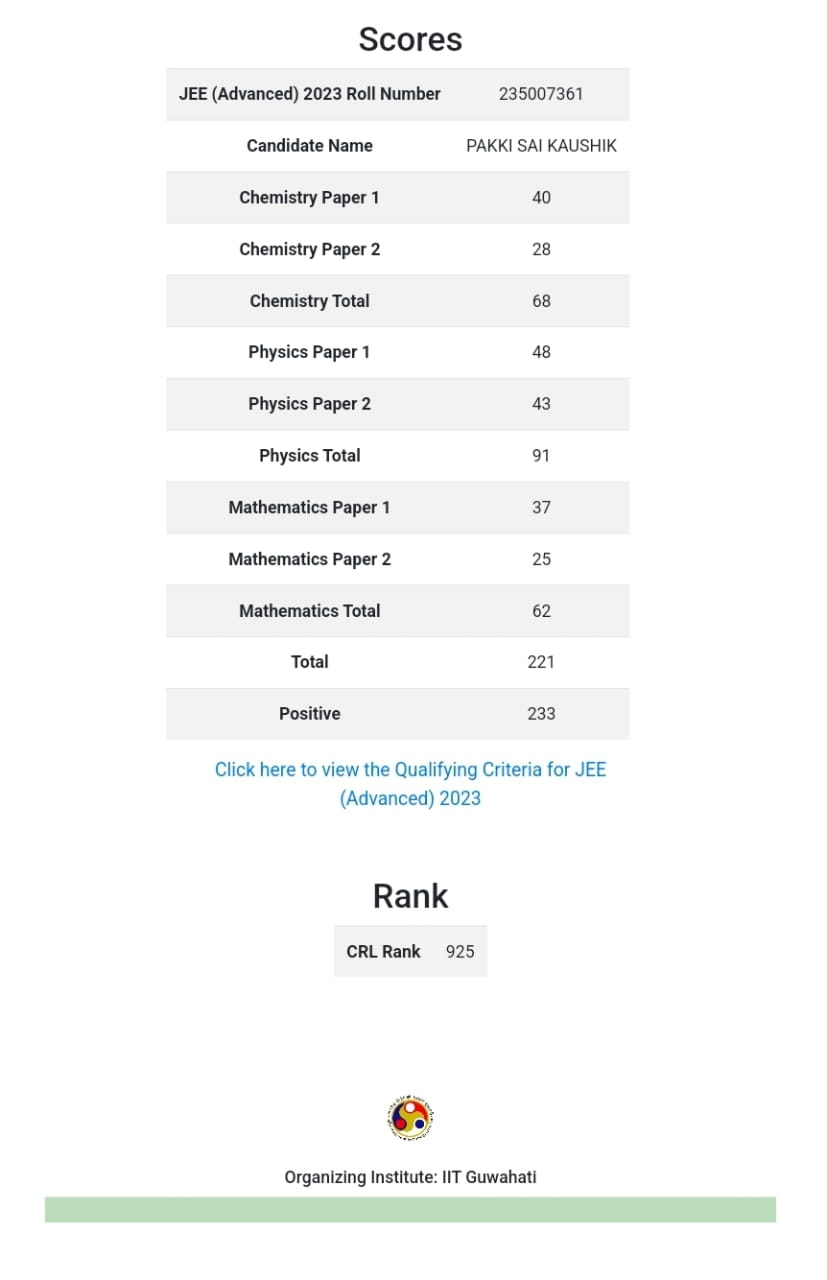 Scores
JEE (Advanced) 2023 Roll Number 235007361
Candidate Name PAKKI SAI KAUSHIK
Chemistry Paper 1 40
Chemistry Paper 2 28
Chemistry Total 68
Physics Paper 1 48
Physics Paper 2 43
Physics Total 91
Mathematics Paper 1 37
Mathematics Paper 2 25
Mathematics Total 62
Total 221
Positive 233
Click here to view the Qualifying Criteria for JEE
(Advanced) 2023
Rank
CRL Rank 925
Organizing Institute: IIT Guwahati